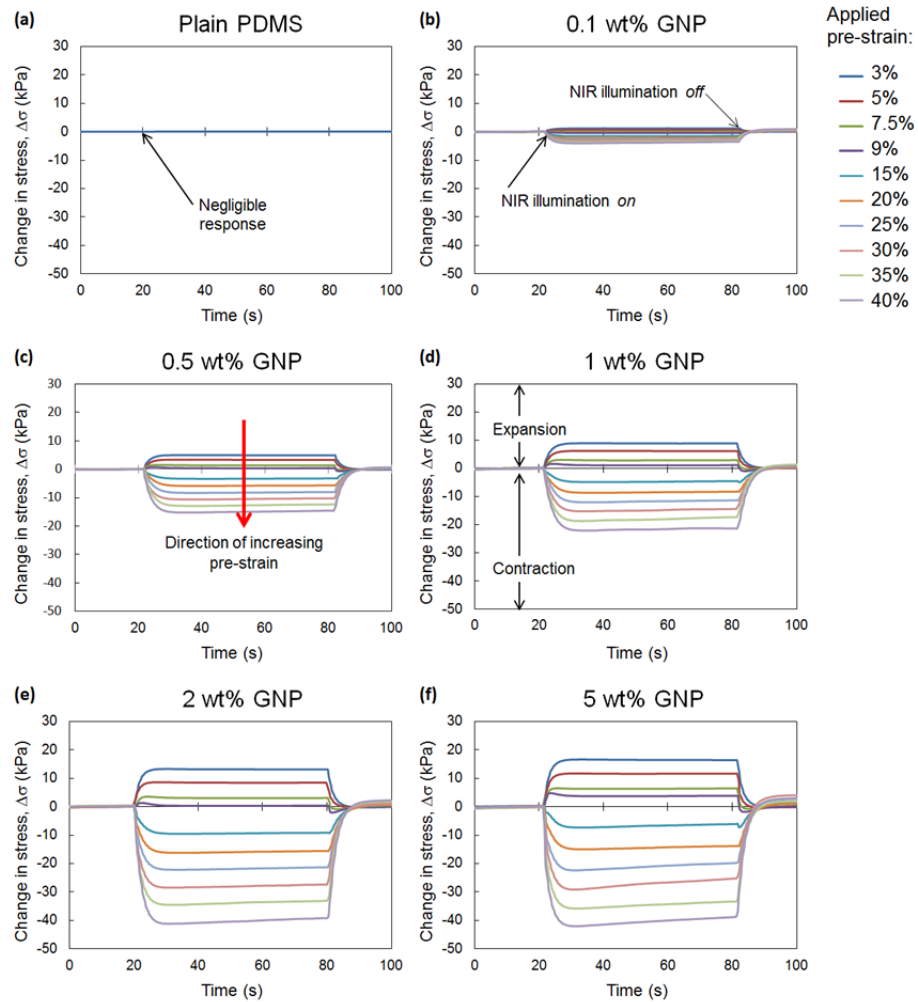 (a)
Plain PDMS
Change in stress, Δσ (kPa)
30
20
10
0
-10
-20
-30
-40
-50
Negligible
response
0
20
40
60
80
100
Time (s)
(b)
0.1 wt% GNP
Change in stress, Δσ (kPa)
30
20
10
0
-10
-20
-30
-40
-50
NIR illumination off
NIR illumination on
0
20
40
60
80
100
Time (s)
Applied
pre-strain:
3%
5%
7.5%
9%
15%
20%
25%
30%
35%
40%
(c)
0.5 wt% GNP
Change in stress, Δσ (kPa)
30
20
10
0
-10
-20
-30
-40
-50
Direction of increasing
pre-strain
0
20
40
60
80
100
Time (s)
(d)
1 wt% GNP
Change in stress, Δσ (kPa)
30
20
10
0
-10
-20
-30
-40
-50
Expansion
Contraction
0
20
40
60
80
100
Time (s)
(e)
2 wt% GNP
Change in stress, Δσ (kPa)
30
20
10
0
-10
-20
-30
-40
-50
0
20
40
60
80
100
Time (s)
(f)
5 wt% GNP
Change in stress, Δσ (kPa)
30
20
10
0
-10
-20
-30
-40
-50
0
20
40
60
80
100
Time (s)